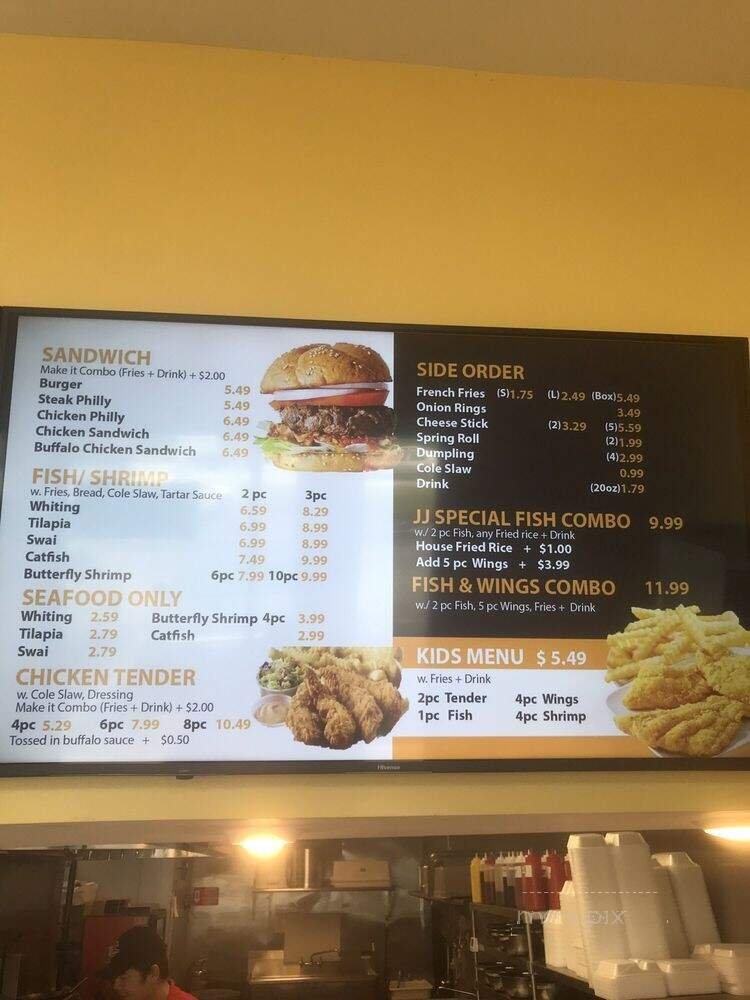 SANDWICH
Make it Combo (Fries + Drink) + $2.00
Burger 5.49
Steak Philly 5.49
Chicken Philly 6.49
Chicken Sandwich 6.49
Buffalo Chicken Sandwich 6.49
FISH/ SHRIMP
w. Fries, Bread, Cole Slaw, Tartar Sauce 2 pc 3pc
Whiting 6.59 8.29
Tilapia 6.99 8.99
Swai 6.99 8.99
Catfish 7.49 9.99
Butterfly Shrimp 6pc 7.99 10pc 9.99
SEAFOOD ONLY
Whiting 2.59 Butterfly Shrimp 4pc 3.99
Tilapia 2.79 Catfish 2.99
Swai 2.79
CHICKEN TENDER
w. Cole Slaw, Dressing
Make it Combo (Fries + Drink) + $2.00
4pc 5.29 6pc 7.99 8pc 10.49
Tossed in buffalo sauce + $0.50
SIDE ORDER
French Fries (S)1.75 (L)2.49 (Box)5.49
Onion Rings 3.49
Cheese Stick (2)3.29 (5)5.59
Spring Roll (2)1.99
Dumpling (4)2.99
Cole Slaw 0.99
Drink (20oz)1.79
JJ SPECIAL FISH COMBO 9.99
w./ 2 pc Fish, any Fried rice + Drink
House Fried Rice + $1.00
Add 5 pc Wings + $3.99
FISH & WINGS COMBO 11.99
w./ 2 pc Fish, 5 pc Wings, Fries + Drink
KIDS MENU $ 5.49
w. Fries + Drink
2pc Tender 4pc Wings
1pc Fish 4pc Shrimp
Hisense